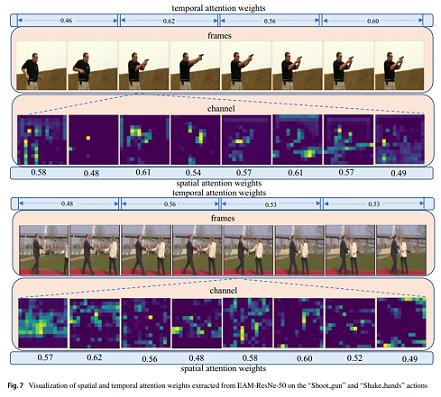 temporal attention weights
0.46 0.62 0.56 0.60
frames
channel
0.58 0.48 0.61 0.54 0.57 0.61 0.57 0.49
spatial attention weights
temporal attention weights
0.48 0.56 0.53 0.53
frames
channel
0.57 0.62 0.56 0.48 0.58 0.60 0.52 0.49
spatial attention weights
Fig. 7 Visualization of spatial and temporal attention weights extracted from EAM-ResNe-50 on the “Shoot_gun” and “Shake_hands” actions